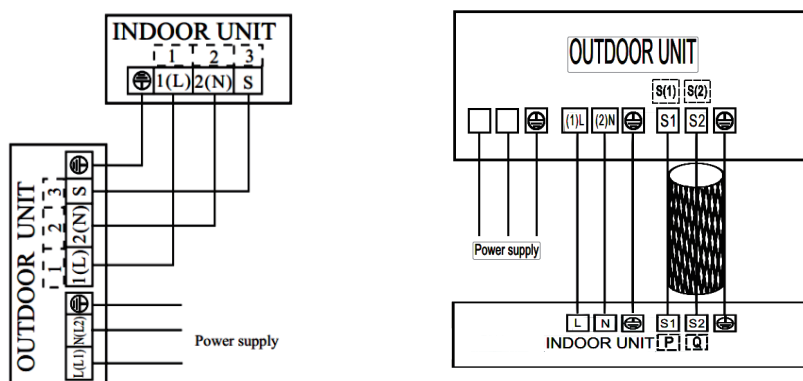 INDOOR UNIT
1 2 3
1(L) 2(N) S
OUTDOOR UNIT
3 S
2 2(N)
1 1(L)
N(L2)
L(L1)
Power supply
OUTDOOR UNIT
S(1) S(2)
(1)L (2)N S1 S2
Power supply
L N S1 S2
INDOOR UNIT P Q